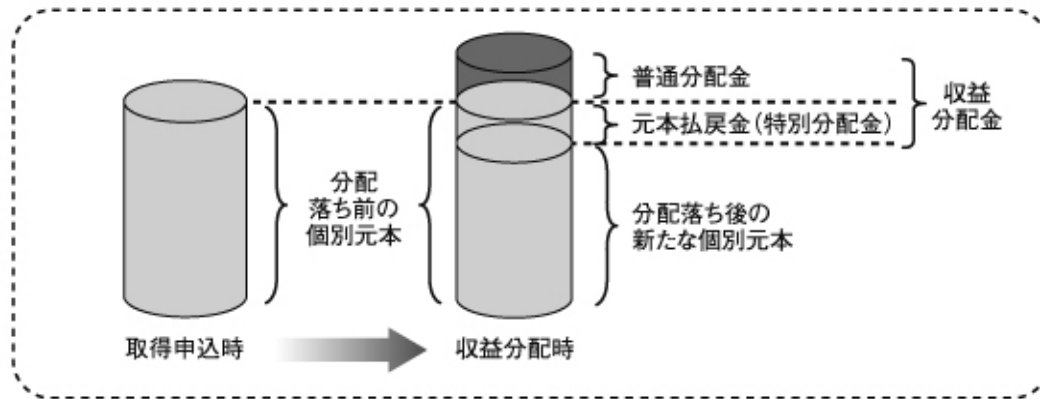 普通分配金
収益
分配金
元本払戻金(特別分配金)
分配
落ち前の
個別元本
分配落ち後の
新たな個別元本
取得申込時
収益分配時